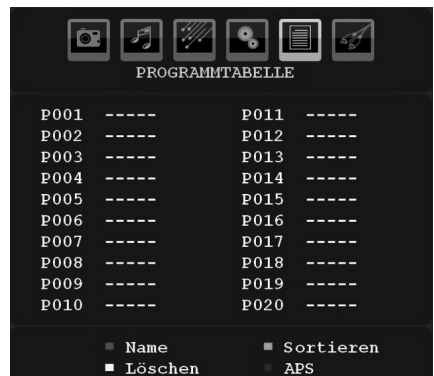 PROGRAMMTABELLE
P001 ----- P011 -----
P002 ----- P012 -----
P003 ----- P013 -----
P004 ----- P014 -----
P005 ----- P015 -----
P006 ----- P016 -----
P007 ----- P017 -----
P008 ----- P018 -----
P009 ----- P019 -----
P010 ----- P020 -----
Name Sortieren
Löschen APS